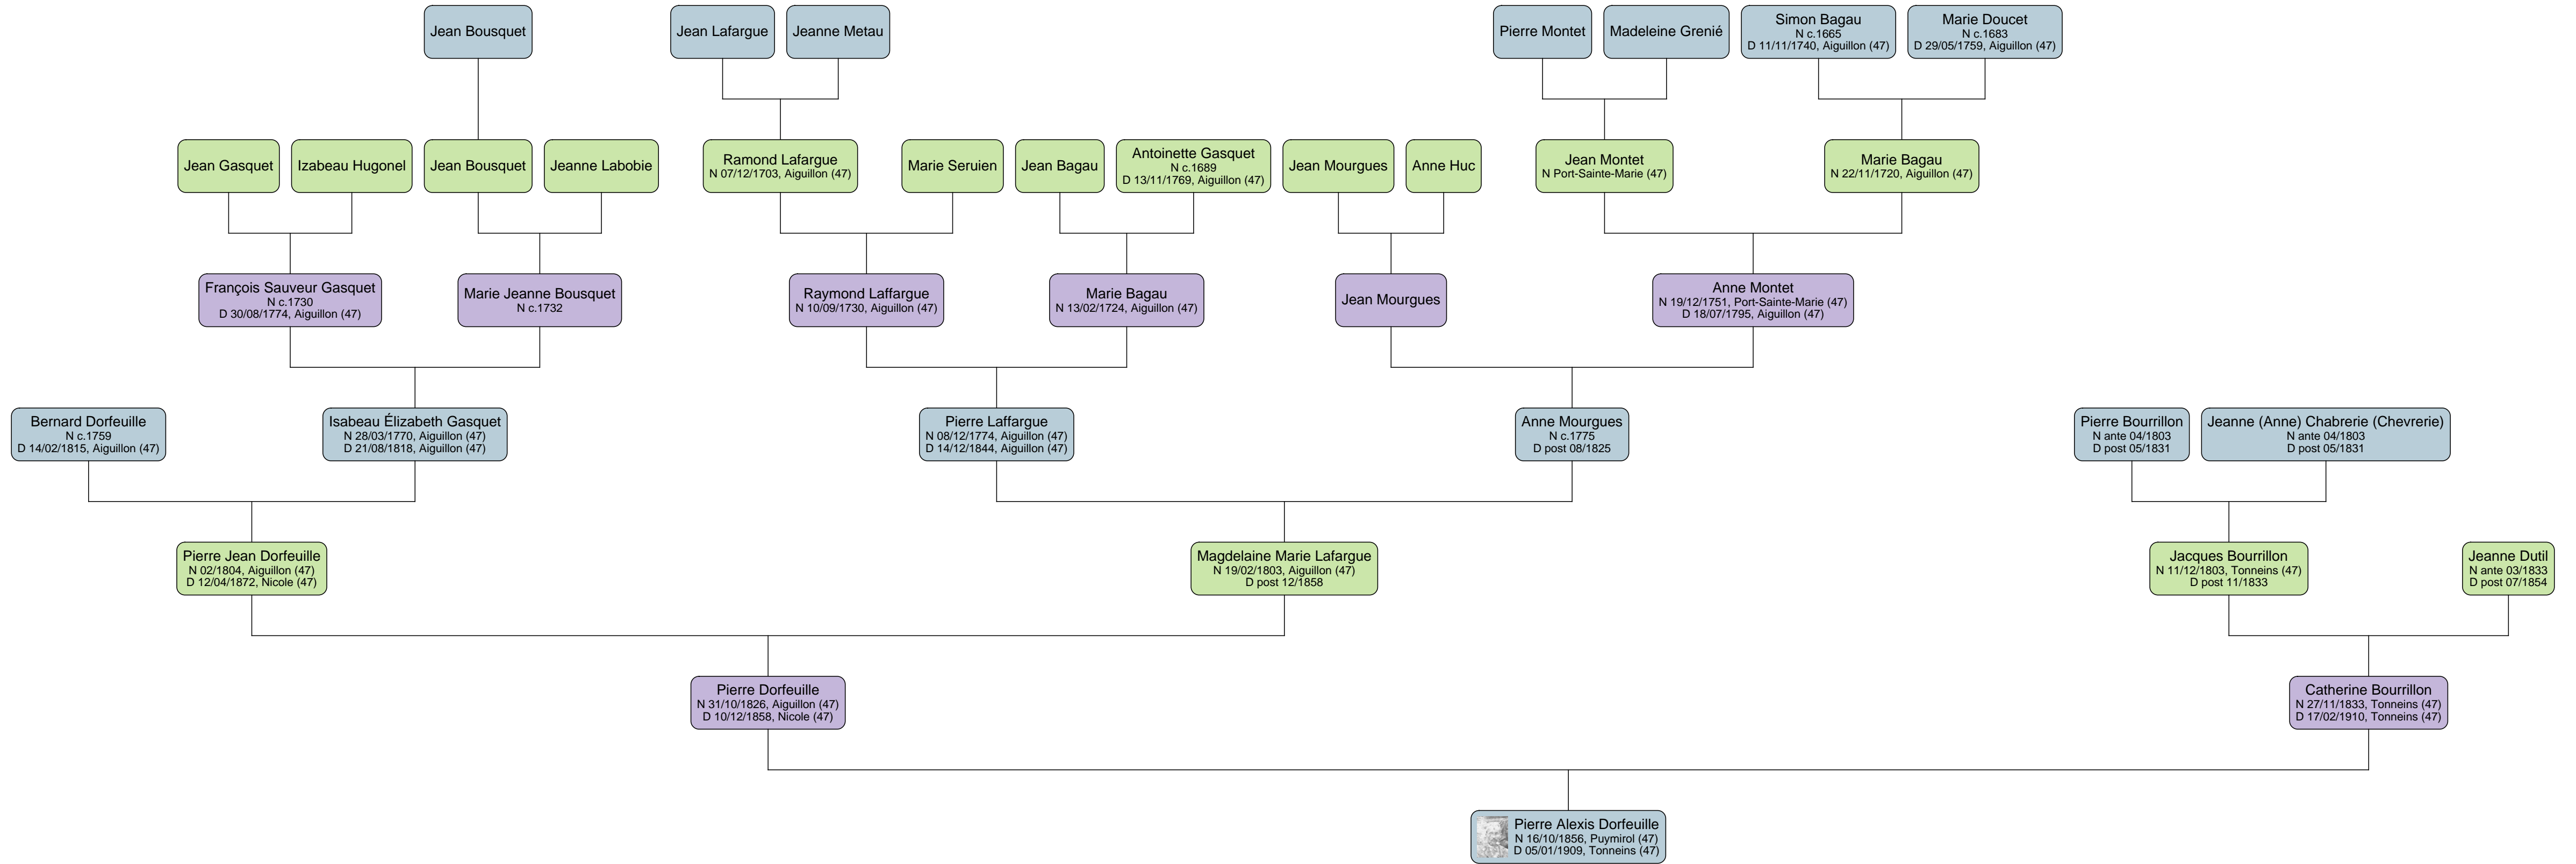 Jean Bousquet
Jean Lafargue
Jeanne Metau
Pierre Montet
Madeleine Grenié
Simon Bagau
N c.1665
D 11/11/1740, Aiguillon (47)
Marie Doucet
N c.1683
D 29/05/1759, Aiguillon (47)
Jean Gasquet
Izabeau Hugonel
Jean Bousquet
Jeanne Labobie
Ramond Lafargue
N 07/12/1703, Aiguillon (47)
Marie Seruien
Jean Bagau
Antoinette Gasquet
N c.1689
D 13/11/1769, Aiguillon (47)
Jean Mourgues
Anne Huc
Jean Montet
N Port-Sainte-Marie (47)
Marie Bagau
N 22/11/1720, Aiguillon (47)
François Sauveur Gasquet
N c.1730
D 30/08/1774, Aiguillon (47)
Marie Jeanne Bousquet
N c.1732
Raymond Laffargue
N 10/09/1730, Aiguillon (47)
Marie Bagau
N 13/02/1724, Aiguillon (47)
Jean Mourgues
Anne Montet
N 19/12/1751, Port-Sainte-Marie (47)
D 18/07/1795, Aiguillon (47)
Bernard Dorfeuille
N c.1759
D 14/02/1815, Aiguillon (47)
Isabeau Élizabeth Gasquet
N 28/03/1770, Aiguillon (47)
D 21/08/1818, Aiguillon (47)
Pierre Laffargue
N 08/12/1774, Aiguillon (47)
D 14/12/1844, Aiguillon (47)
Anne Mourgues
N c.1775
D post 08/1825
Pierre Bourrillon
N ante 04/1803
D post 05/1831
Jeanne (Anne) Chabrerie (Chevrerie)
N ante 04/1803
D post 05/1831
Pierre Jean Dorfeuille
N 02/1804, Aiguillon (47)
D 12/04/1872, Nicole (47)
Magdelaine Marie Lafargue
N 19/02/1803, Aiguillon (47)
D post 12/1858
Jacques Bourrillon
N 11/12/1803, Tonneins (47)
D post 11/1833
Jeanne Dutil
N ante 03/1833
D post 07/1854
Pierre Dorfeuille
N 31/10/1826, Aiguillon (47)
D 10/12/1858, Nicole (47)
Catherine Bourrillon
N 27/11/1833, Tonneins (47)
D 17/02/1910, Tonneins (47)
Pierre Alexis Dorfeuille
N 16/10/1856, Puymirol (47)
D 05/01/1909, Tonneins (47)